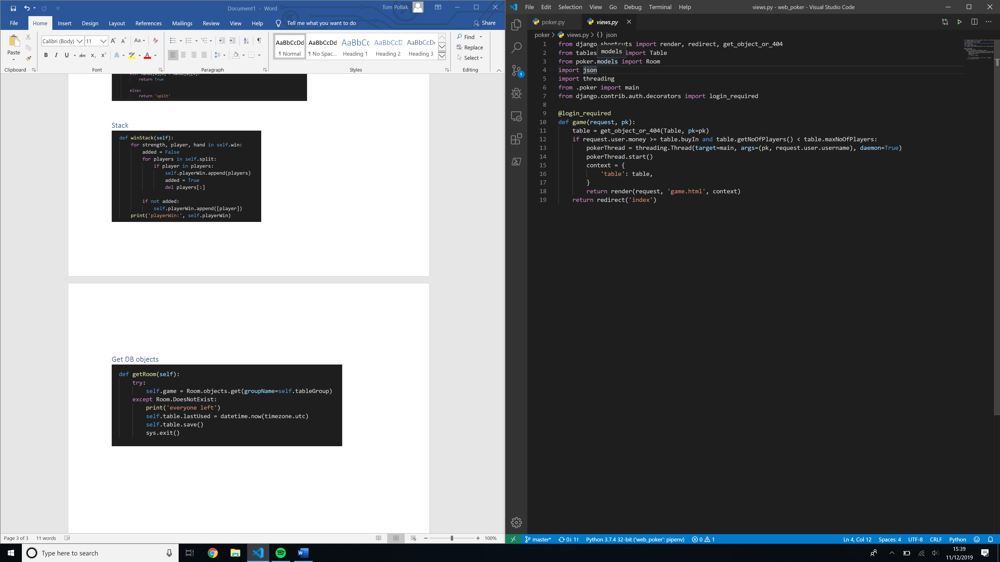 Document1 - Word
Tom Pollak
File Home Insert Design Layout References Mailings Review View Help Tell me what you want to do Share
Paste
Clipboard
Calibri (Body) 11
Font
Paragraph
AaBbCcDd ¶ Normal
AaBbCcDd ¶ No Spac...
AaBbCc Heading 1
AaBbCcD Heading 2
AaBbCcD Heading 3
Styles
Find
Replace
Select
Editing
return True
else:
return 'split'
Stack
def winStack(self):
for strength, player, hand in self.win:
added = False
for players in self.split:
if player in players:
self.playerWin.append(players)
added = True
del players[:]
if not added:
self.playerWin.append([player])
print('playerWin:', self.playerWin)
Get DB objects
def getRoom(self):
try:
self.game = Room.objects.get(groupName=self.tableGroup)
except Room.DoesNotExist:
print('everyone left')
self.table.lastUsed = datetime.now(timezone.utc)
self.table.save()
sys.exit()
Page 3 of 3 11 words 100%
File Edit Selection View Go Debug Terminal Help
views.py - web_poker - Visual Studio Code
poker.py views.py
poker > views.py > {} json
1 from django.shortcuts import render, redirect, get_object_or_404
models
2 from tables import Table
3 from poker.models import Room
4 import json
5 import threading
6 from .poker import main
7 from django.contrib.auth.decorators import login_required
8
9 @login_required
10 def game(request, pk):
11 table = get_object_or_404(Table, pk=pk)
12 if request.user.money >= table.buyIn and table.getNoOfPlayers() < table.maxNoOfPlayers:
13 pokerThread = threading.Thread(target=main, args=(pk, request.user.username), daemon=True)
14 pokerThread.start()
15 context = {
16 'table': table,
17 }
18 return render(request, 'game.html', context)
19 return redirect('index')
1
master* 0↓ 1↑ Python 3.7.4 32-bit ('web_poker': pipenv) 0 1
Ln 4, Col 12 Spaces: 4 UTF-8 CRLF Python
Type here to search
15:39
11/12/2019